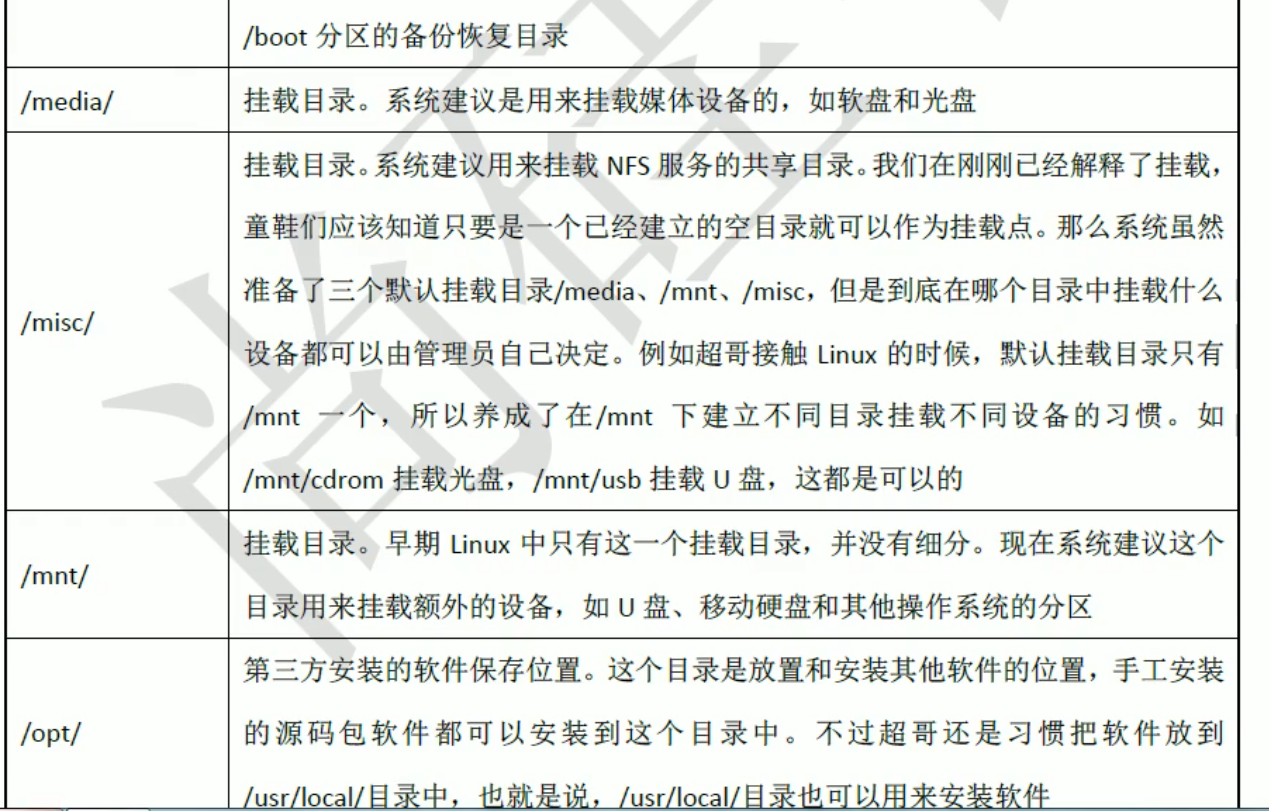 /boot 分区的备份恢复目录
/media/
挂载目录。系统建议是用来挂载媒体设备的，如软盘和光盘
/misc/
挂载目录。系统建议用来挂载 NFS 服务的共享目录。我们在刚刚已经解释了挂载，
童鞋们应该知道只要是一个已经建立的空目录就可以作为挂载点。那么系统虽然
准备了三个默认挂载目录/media、/mnt、/misc，但是到底在哪个目录中挂载什么
设备都可以由管理员自己决定。例如超哥接触 Linux 的时候，默认挂载目录只有
/mnt 一个，所以养成了在/mnt 下建立不同目录挂载不同设备的习惯。如
/mnt/cdrom 挂载光盘，/mnt/usb 挂载 U 盘，这都是可以的
/mnt/
挂载目录。早期 Linux 中只有这一个挂载目录，并没有细分。现在系统建议这个
目录用来挂载额外的设备，如 U 盘、移动硬盘和其他操作系统的分区
/opt/
第三方安装的软件保存位置。这个目录是放置和安装其他软件的位置，手工安装
的源码包软件都可以安装到这个目录中。不过超哥还是习惯把软件放到
/usr/local/目录中，也就是说，/usr/local/目录也可以用来安装软件
尚